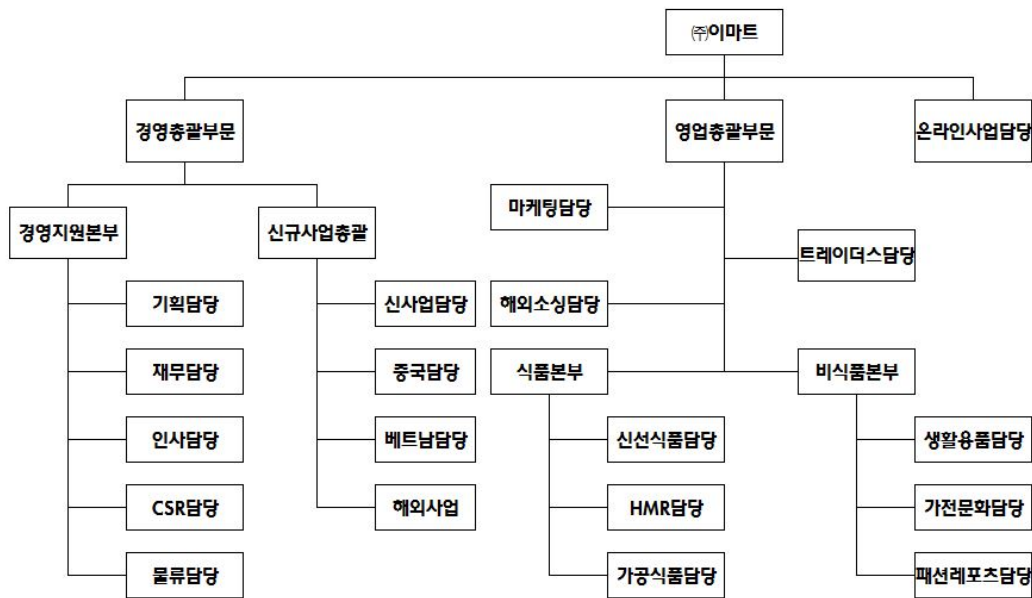 ㈜이마트
경영총괄부문
영업총괄부문
온라인사업담당
경영지원본부
신규사업총괄
마케팅담당
트레이더스담당
기획담당
신사업담당
해외소싱담당
재무담당
중국담당
식품본부
비식품본부
인사담당
베트남담당
신선식품담당
생활용품담당
CSR담당
해외사업
HMR담당
가전문화담당
물류담당
가공식품담당
패션레포츠담당